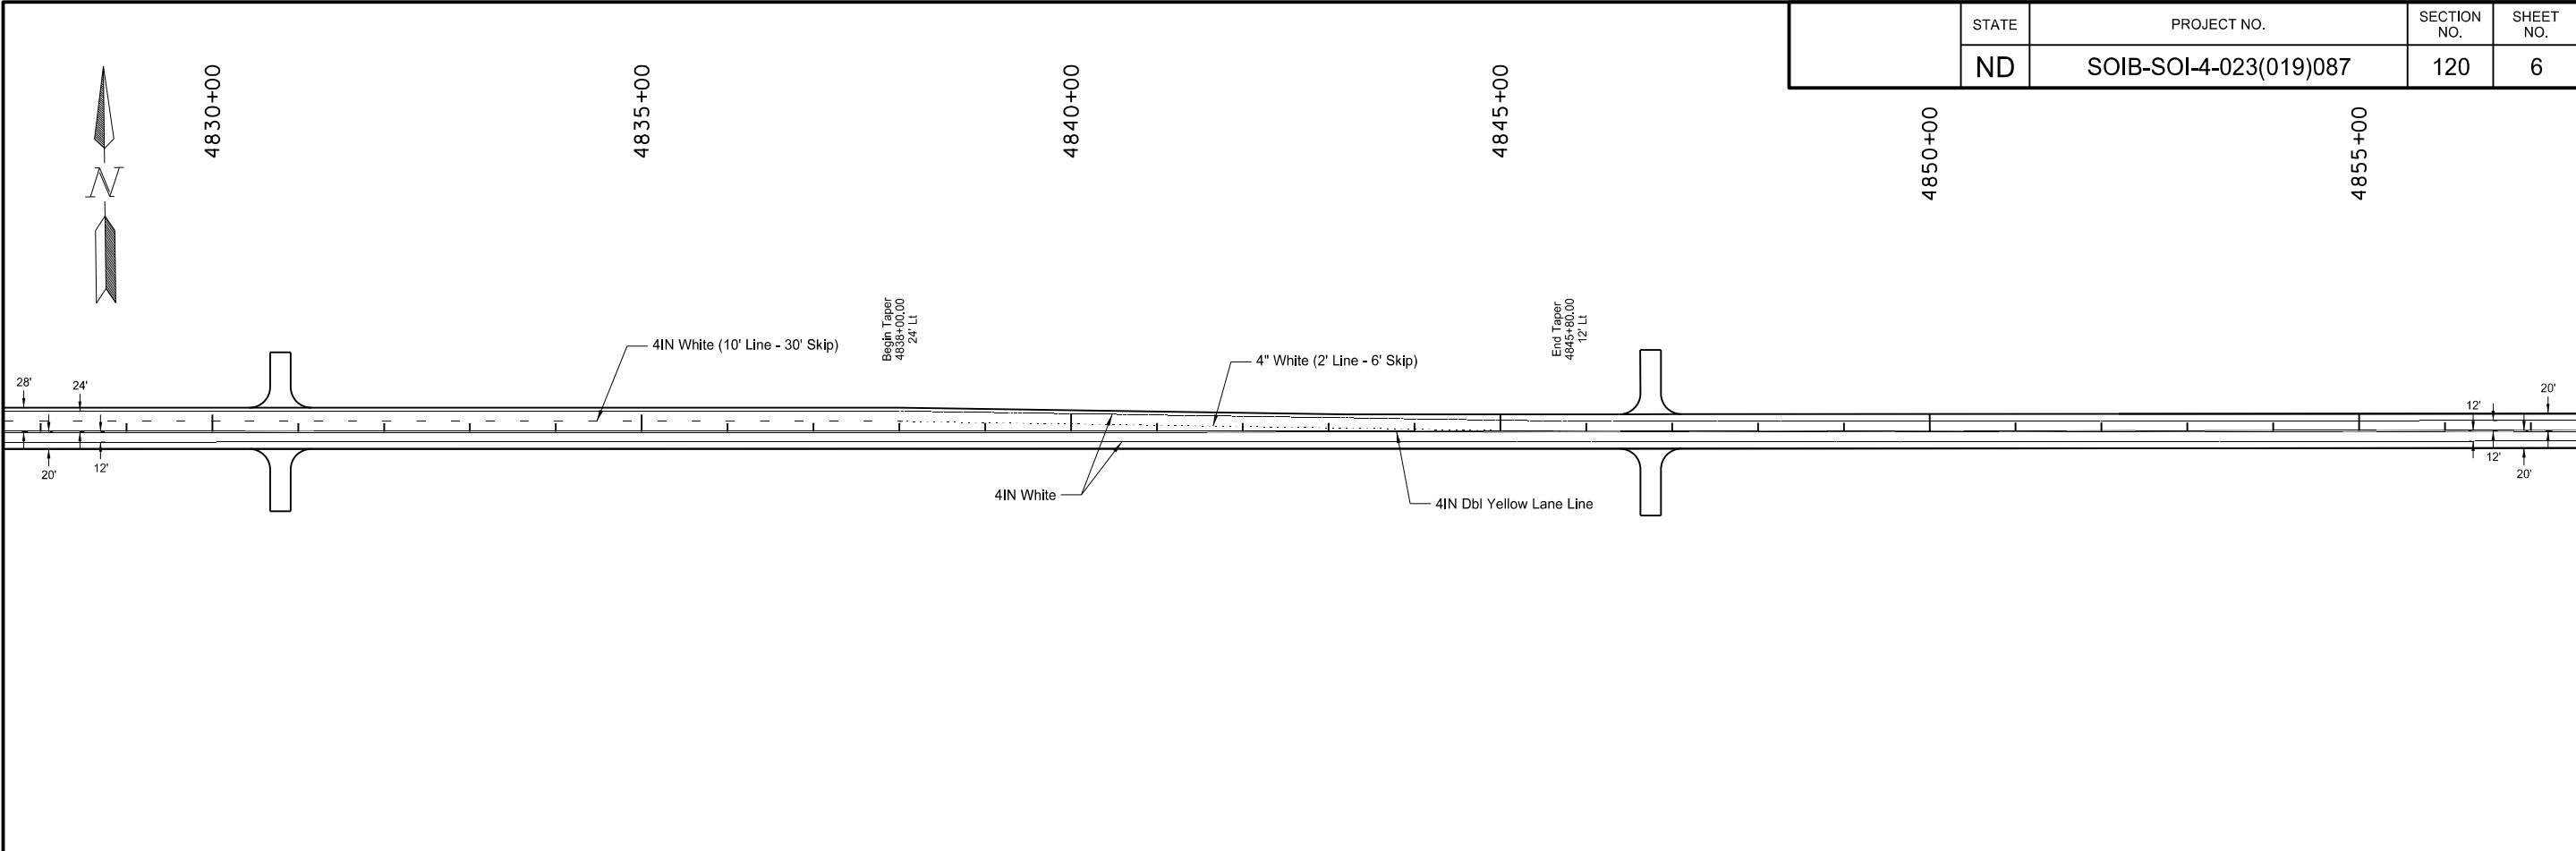 STATE
PROJECT NO.
SECTION NO.
SHEET NO.
ND
SOIB-SOI-4-023(019)087
120
6
4830+00
4835+00
4840+00
4845+00
4850+00
4855+00
N
Begin Taper
4838+00.00
24' Lt
End Taper
4845+80.00
12' Lt
4IN White (10' Line - 30' Skip)
4" White (2' Line - 6' Skip)
28'
24'
20'
12'
12'
20'
12'
20'
4IN White
4IN Dbl Yellow Lane Line